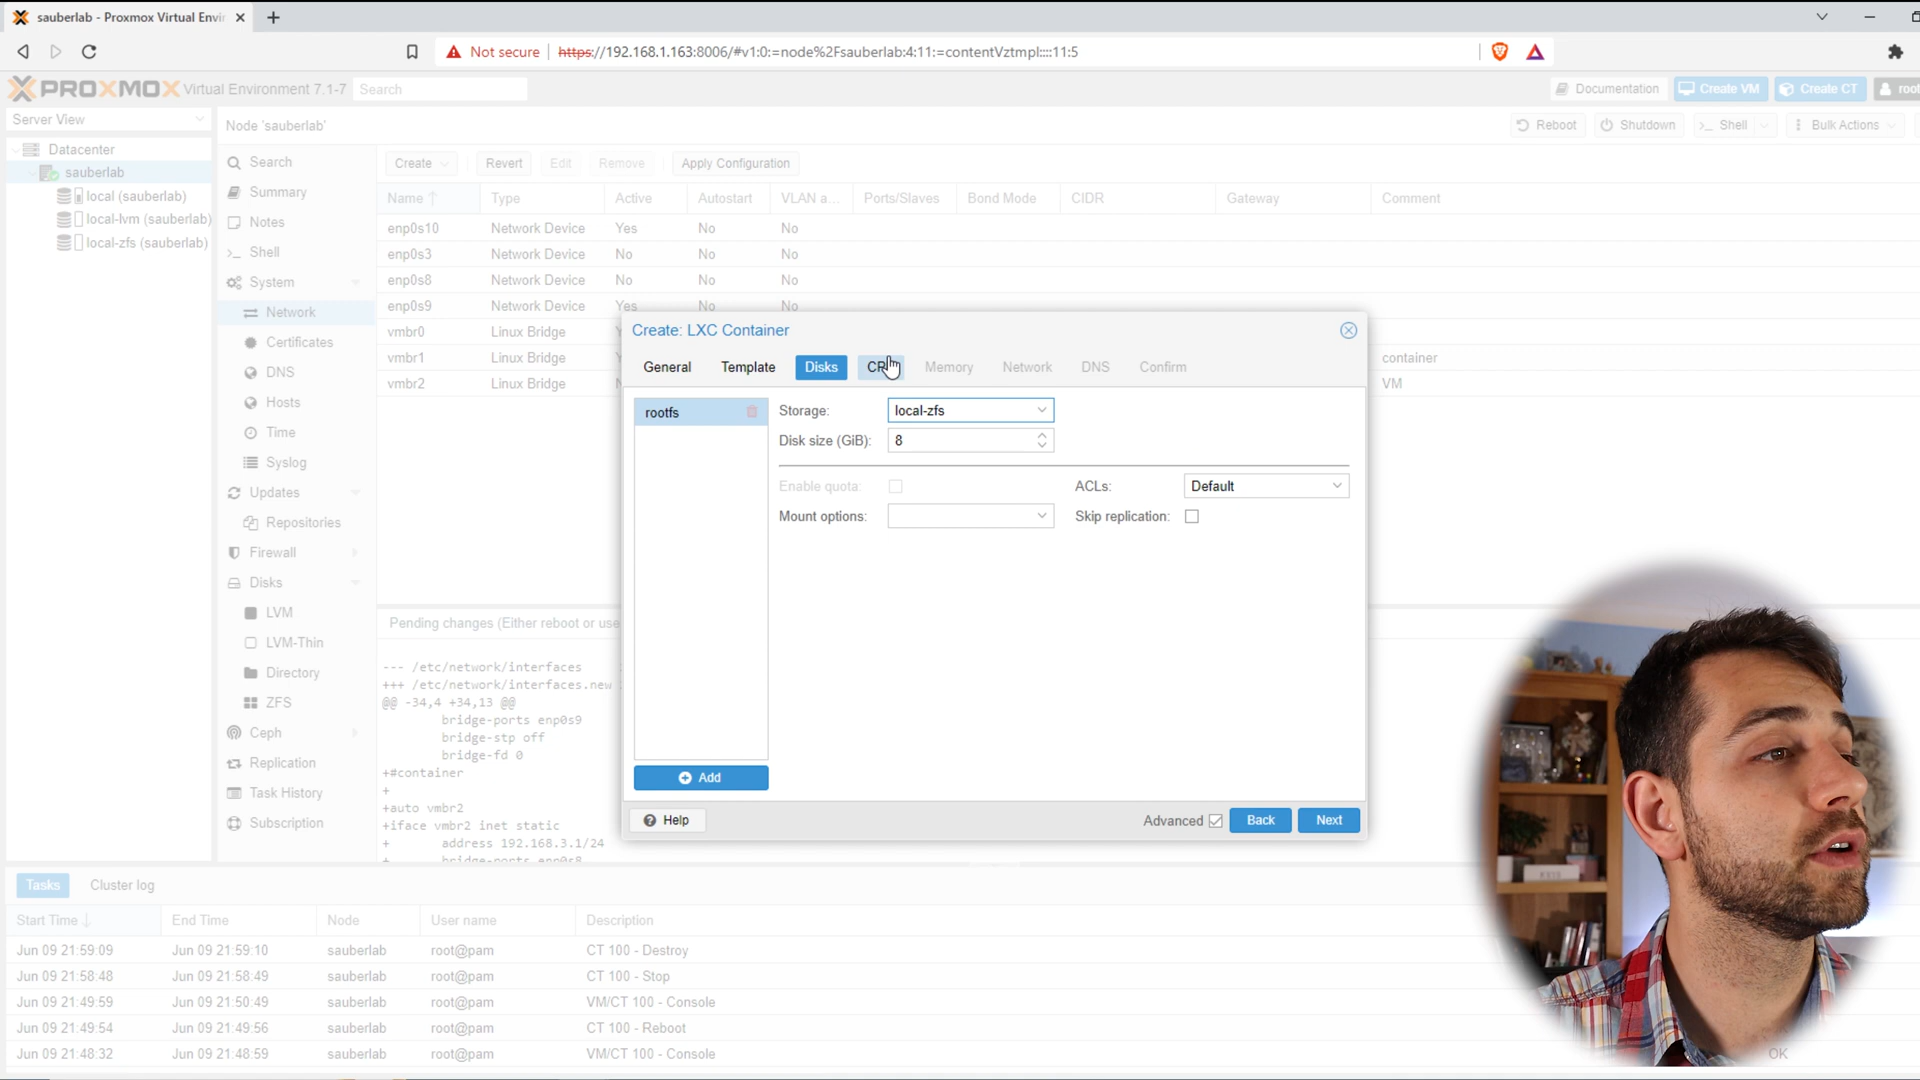 sauberlab - Proxmox Virtual Envir
Not secure https://192.168.1.163:8006/#v1:0:=node%2Fsauberlab:4:11:=contentVztmpl::::11:5
PROXMOX Virtual Environment 7.1-7 Search Documentation Create VM Create CT root
Server View
Node 'sauberlab' Reboot Shutdown Shell Bulk Actions
Datacenter
sauberlab
local (sauberlab)
local-lvm (sauberlab)
local-zfs (sauberlab)
Search
Summary
Notes
Shell
System
Network
Certificates
DNS
Hosts
Time
Syslog
Updates
Repositories
Firewall
Disks
LVM
LVM-Thin
Directory
ZFS
Ceph
Replication
Task History
Subscription
Create Revert Edit Remove Apply Configuration
Name Type Active Autostart VLAN a... Ports/Slaves Bond Mode CIDR Gateway Comment
enp0s10 Network Device Yes No No
enp0s3 Network Device No No No
enp0s8 Network Device No No No
enp0s9 Network Device Yes No No
vmbr0 Linux Bridge
vmbr1 Linux Bridge container
vmbr2 Linux Bridge VM
Pending changes (Either reboot or use
--- /etc/network/interfaces
+++ /etc/network/interfaces.new
@@ -34,4 +34,13 @@
bridge-ports enp0s9
bridge-stp off
bridge-fd 0
+#container
+
+auto vmbr2
+iface vmbr2 inet static
+ address 192.168.3.1/24
+ bridge-ports enp0s8
Create: LXC Container
General Template Disks Memory Network DNS Confirm
rootfs
Storage: local-zfs
Disk size (GiB): 8
Enable quota: ACLs: Default
Mount options: Skip replication:
Add
Help Advanced Back Next
Tasks Cluster log
Start Time End Time Node User name Description
Jun 09 21:59:09 Jun 09 21:59:10 sauberlab root@pam CT 100 - Destroy
Jun 09 21:58:48 Jun 09 21:58:49 sauberlab root@pam CT 100 - Stop
Jun 09 21:49:59 Jun 09 21:50:49 sauberlab root@pam VM/CT 100 - Console
Jun 09 21:49:54 Jun 09 21:49:56 sauberlab root@pam CT 100 - Reboot
Jun 09 21:48:32 Jun 09 21:48:59 sauberlab root@pam VM/CT 100 - Console
OK